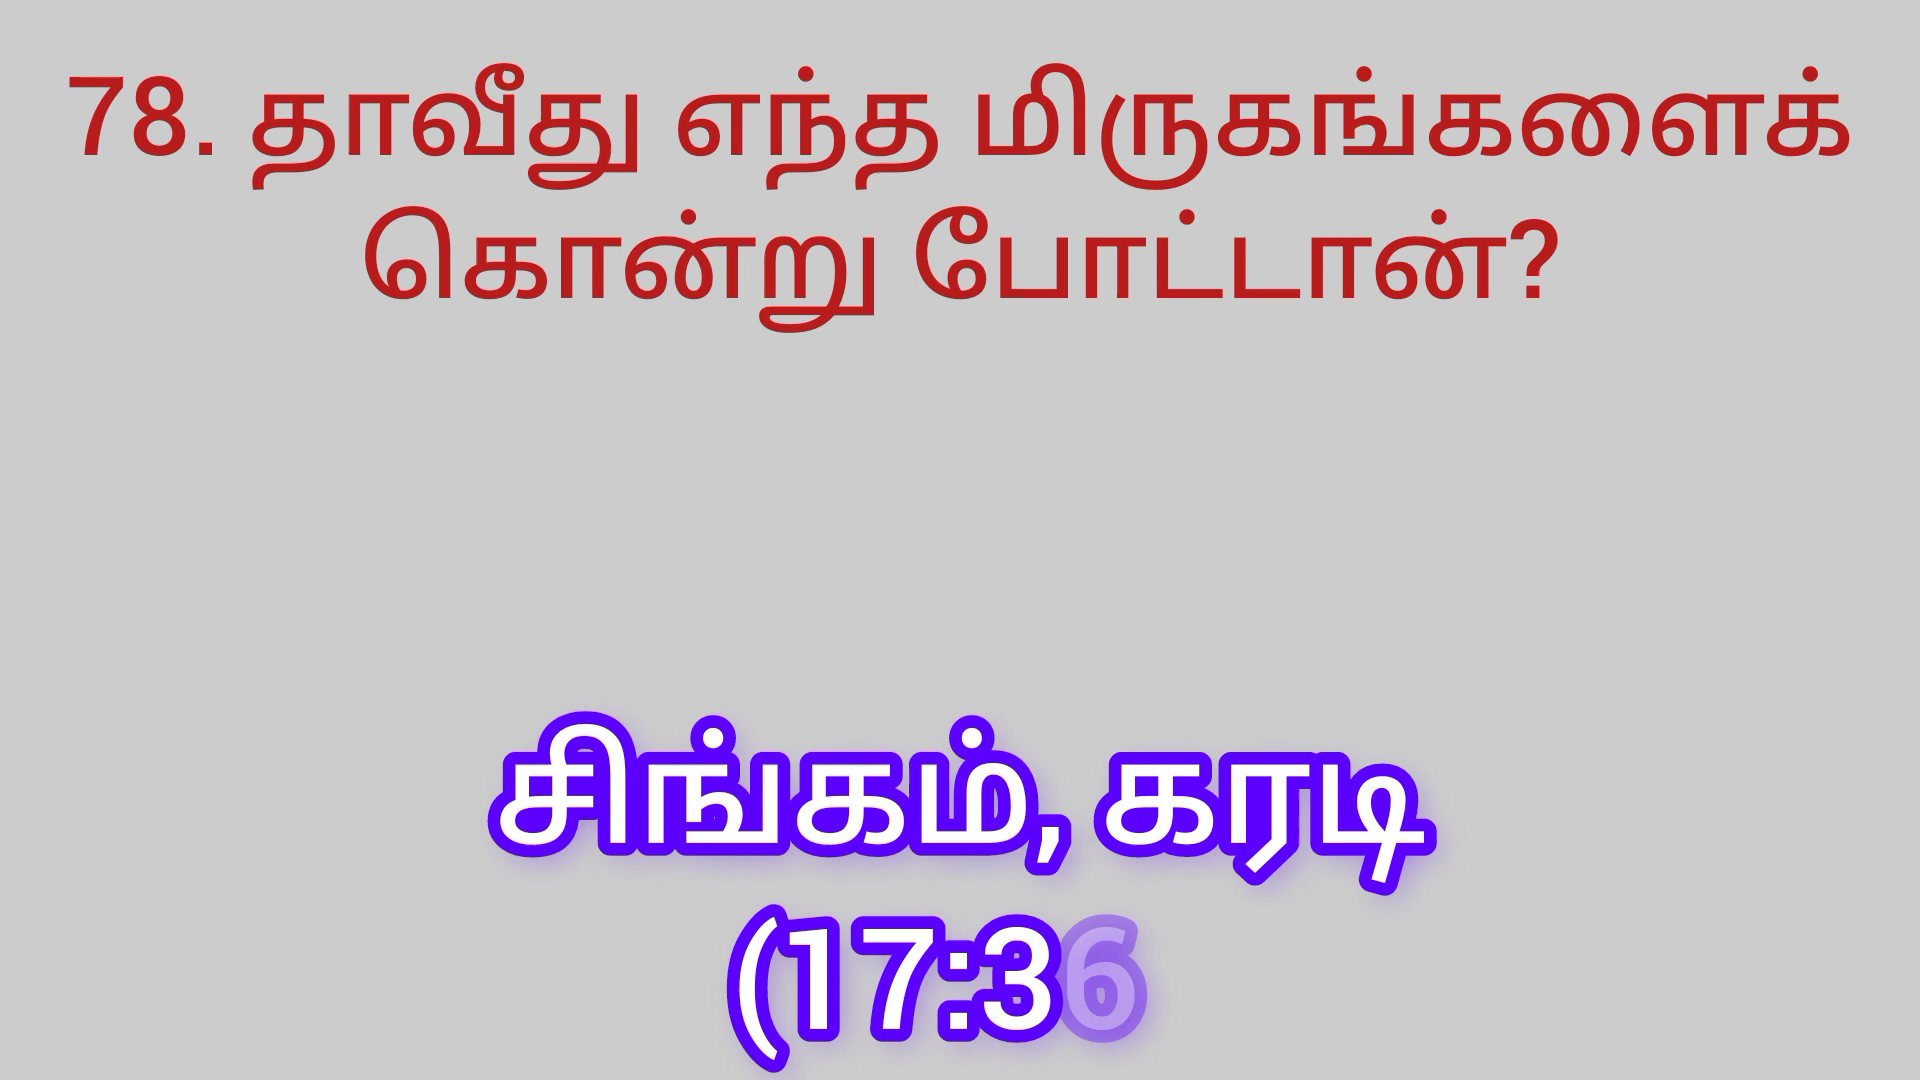 78. தாவீது எந்த மிருகங்களைக்
கொன்று போட்டான்?
சிங்கம், கரடி
(17:36